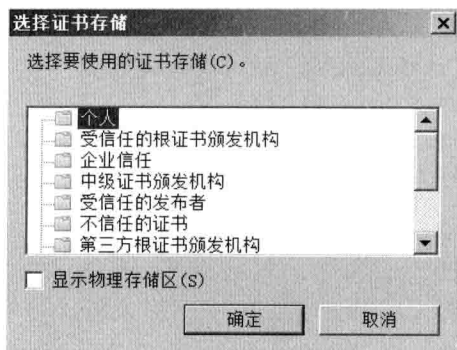 选择证书存储
选择要使用的证书存储(C)。
个人
受信任的根证书颁发机构
企业信任
中级证书颁发机构
受信任的发布者
不信任的证书
第三方根证书颁发机构
显示物理存储区(S)
确定
取消